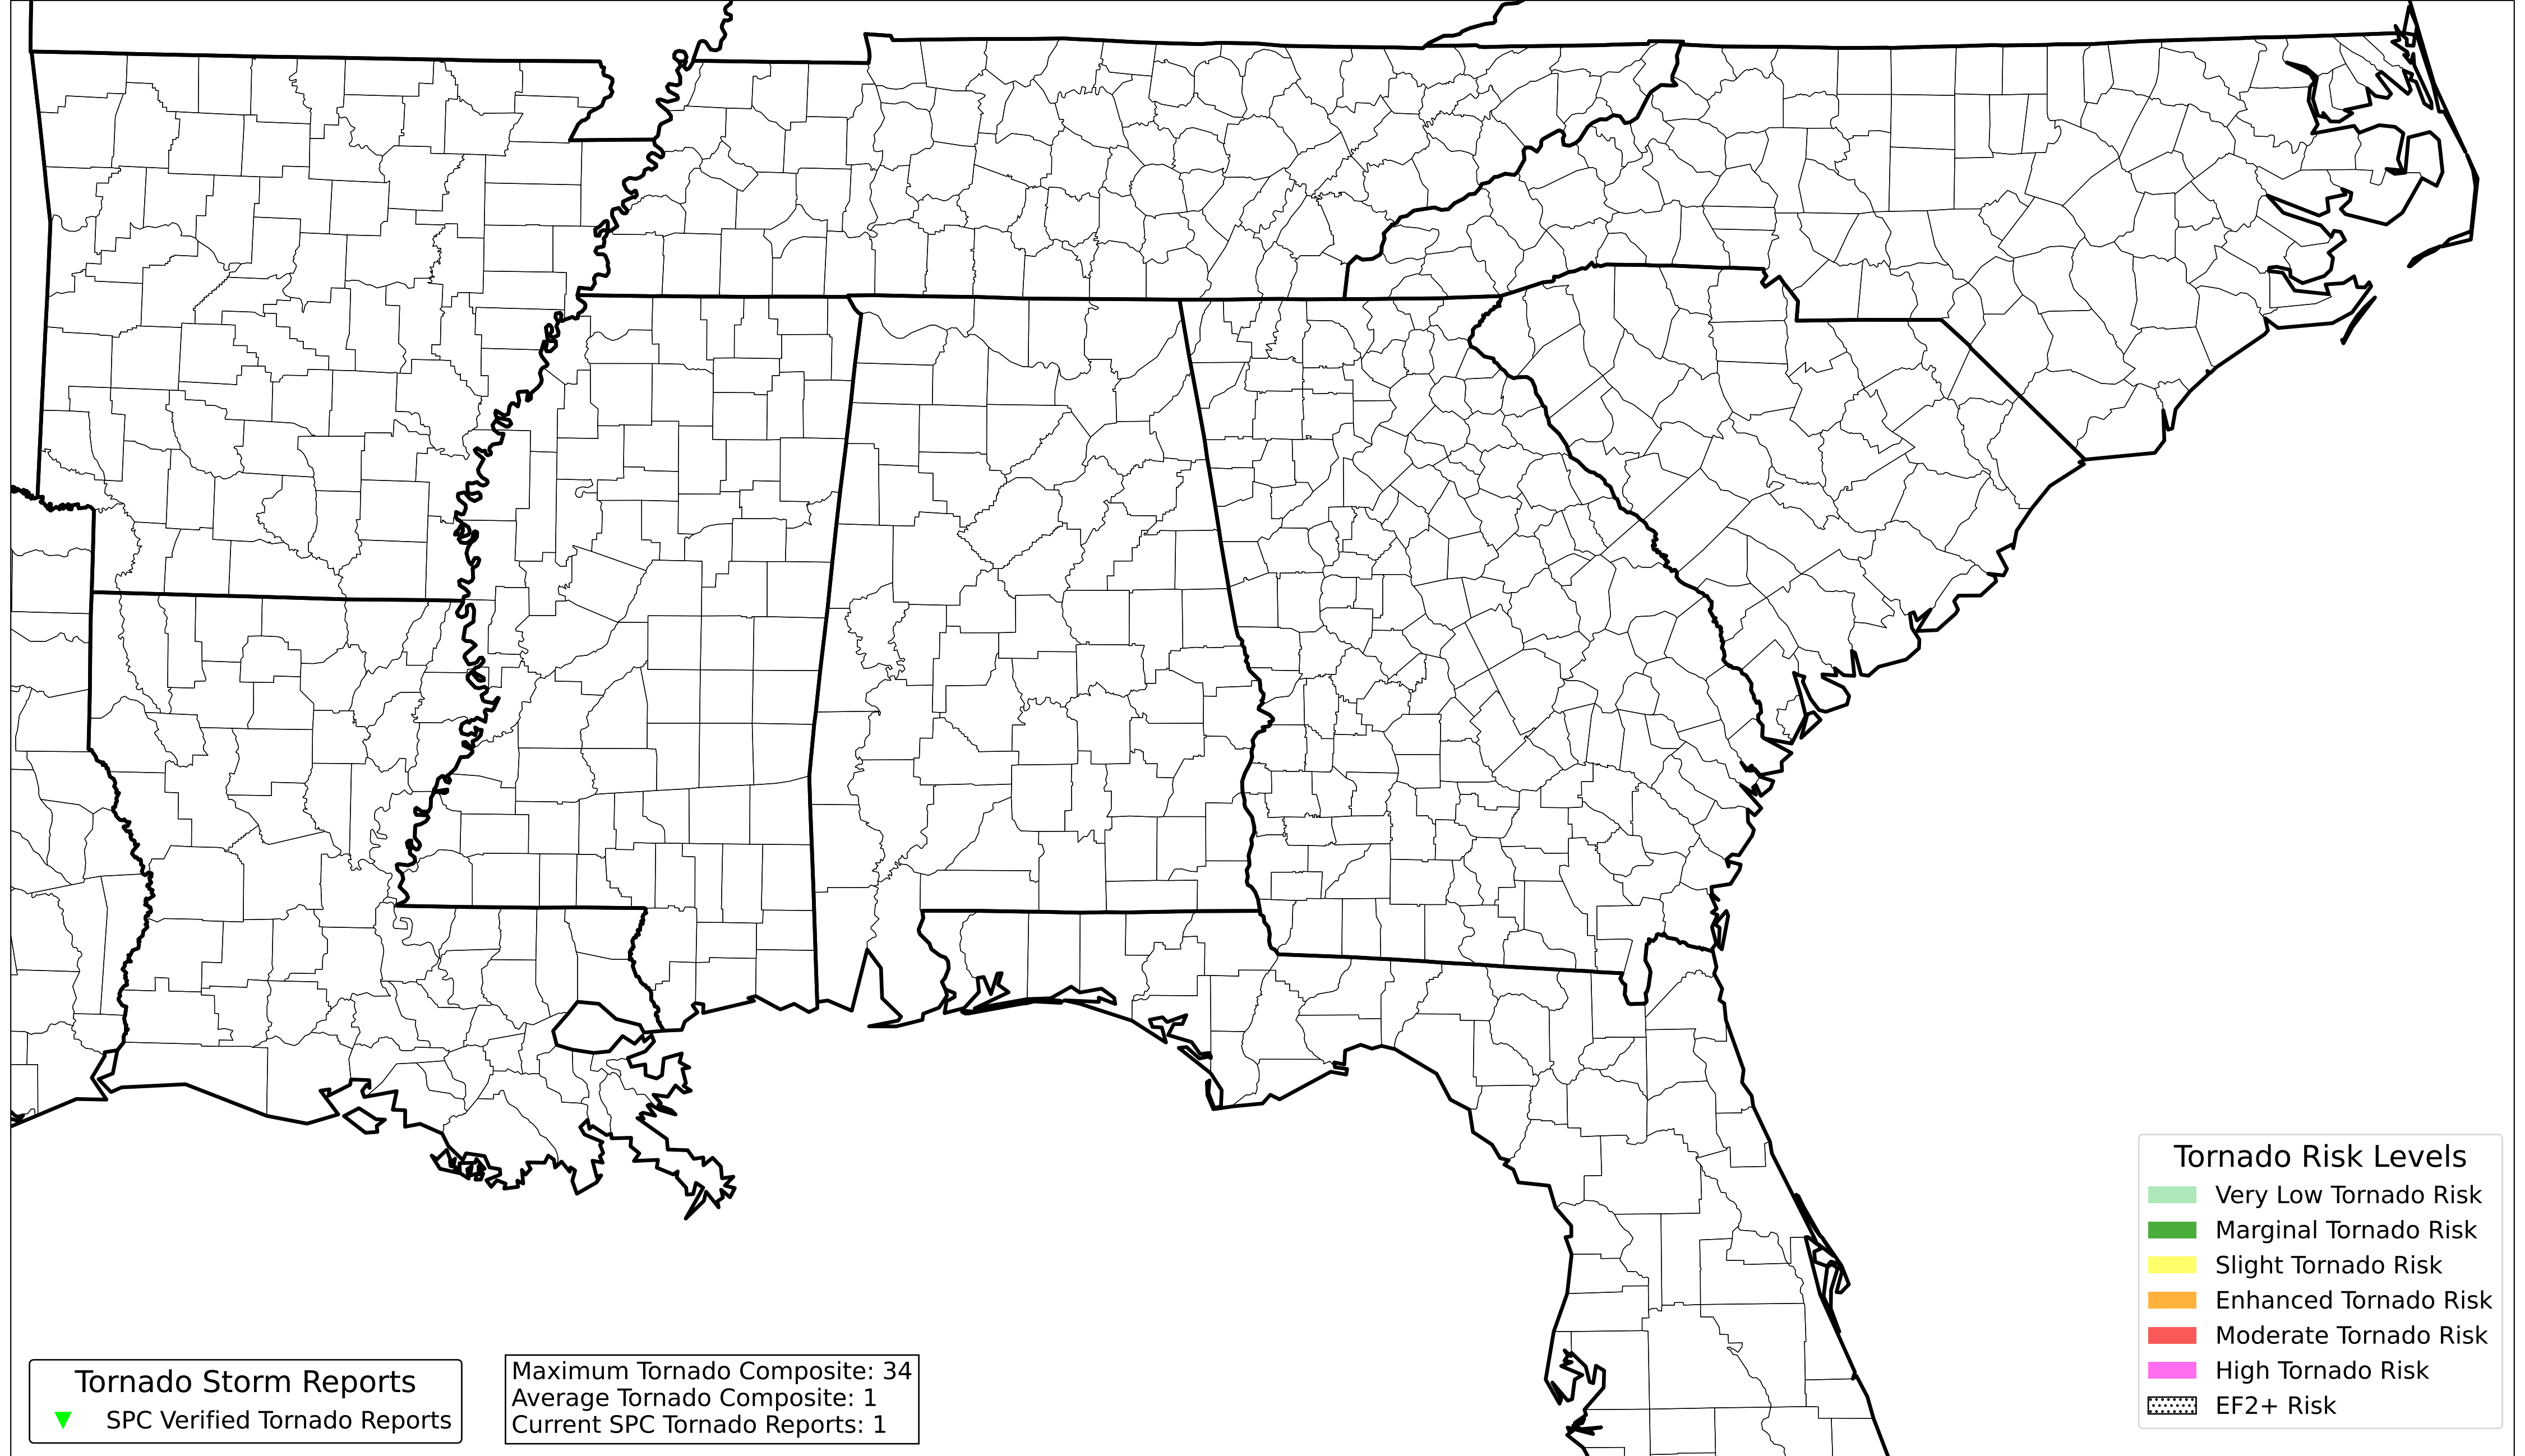 Tornado Storm Reports
SPC Verified Tornado Reports
Maximum Tornado Composite: 34
Average Tornado Composite: 1
Current SPC Tornado Reports: 1
Tornado Risk Levels
Very Low Tornado Risk
Marginal Tornado Risk
Slight Tornado Risk
Enhanced Tornado Risk
Moderate Tornado Risk
High Tornado Risk
EF2+ Risk